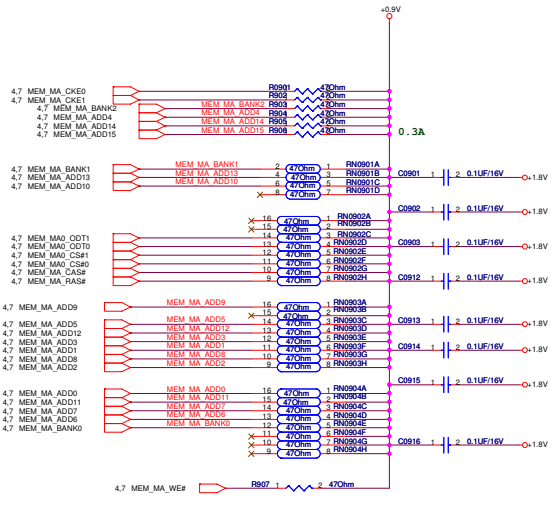 +0.9V
4,7 MEM_MA_CKE0 R0901 1 2 47Ohm
4,7 MEM_MA_CKE1 R902
4,7 MEM_MA_BANK2 MEM_MA_BANK2 R903
4,7 MEM_MA_ADD4 MEM_MA_ADD4 R904
4,7 MEM_MA_ADD14 MEM_MA_ADD14 R905
4,7 MEM_MA_ADD15 MEM_MA_ADD15 R906 1 2 47Ohm
0.3A
4,7 MEM_MA_BANK1 MEM_MA_BANK1 2 47Ohm 1 RN0901A
4,7 MEM_MA_ADD13 MEM_MA_ADD13 4 47Ohm 3 RN0901B
4,7 MEM_MA_ADD10 MEM_MA_ADD10 6 47Ohm 5 RN0901C
8 47Ohm 7 RN0901D
C0901 1 2 0.1UF/16V +1.8V
C0902 1 2 0.1UF/16V +1.8V
16 47Ohm 1 RN0902A
15 47Ohm 2 RN0902B
4,7 MEM_MA0_ODT1 14 47Ohm 3 RN0902C
4,7 MEM_MA0_ODT0 13 47Ohm 4 RN0902D
4,7 MEM_MA0_CS#1 12 47Ohm 5 RN0902E
4,7 MEM_MA0_CS#0 11 47Ohm 6 RN0902F
4,7 MEM_MA_CAS# 10 47Ohm 7 RN0902G
4,7 MEM_MA_RAS# 9 47Ohm 8 RN0902H
C0903 1 2 0.1UF/16V +1.8V
C0912 1 2 0.1UF/16V +1.8V
4,7 MEM_MA_ADD9 MEM_MA_ADD9 16 47Ohm 1 RN0903A
15 47Ohm 2 RN0903B
4,7 MEM_MA_ADD5 MEM_MA_ADD5 14 47Ohm 3 RN0903C
4,7 MEM_MA_ADD12 MEM_MA_ADD12 13 47Ohm 4 RN0903D
4,7 MEM_MA_ADD3 MEM_MA_ADD3 12 47Ohm 5 RN0903E
4,7 MEM_MA_ADD1 MEM_MA_ADD1 11 47Ohm 6 RN0903F
4,7 MEM_MA_ADD8 MEM_MA_ADD8 10 47Ohm 7 RN0903G
4,7 MEM_MA_ADD2 MEM_MA_ADD2 9 47Ohm 8 RN0903H
C0913 1 2 0.1UF/16V +1.8V
C0914 1 2 0.1UF/16V +1.8V
C0915 1 2 0.1UF/16V +1.8V
4,7 MEM_MA_ADD0 MEM_MA_ADD0 16 47Ohm 1 RN0904A
4,7 MEM_MA_ADD11 MEM_MA_ADD11 15 47Ohm 2 RN0904B
4,7 MEM_MA_ADD7 MEM_MA_ADD7 14 47Ohm 3 RN0904C
4,7 MEM_MA_ADD6 MEM_MA_ADD6 13 47Ohm 4 RN0904D
4,7 MEM_MA_BANK0 MEM_MA_BANK0 12 47Ohm 5 RN0904E
11 47Ohm 6 RN0904F
10 47Ohm 7 RN0904G
9 47Ohm 8 RN0904H
C0916 1 2 0.1UF/16V +1.8V
4,7 MEM_MA_WE# R907 1 2 47Ohm